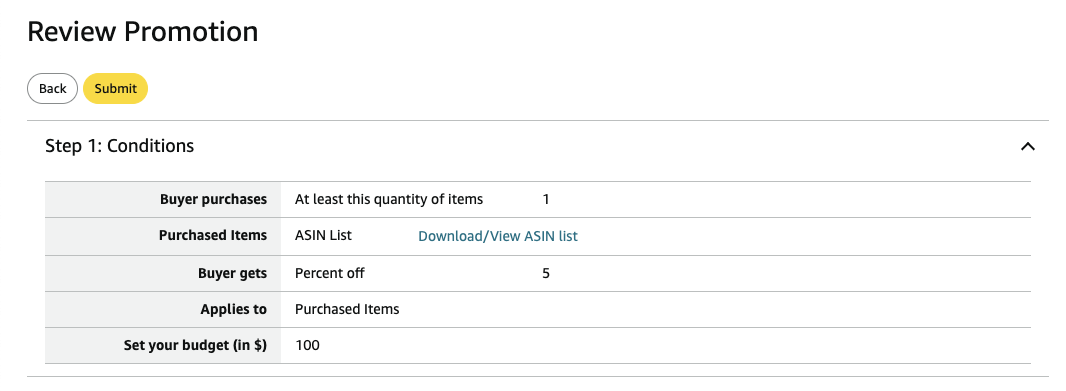 Review Promotion
Back Submit
Step 1: Conditions
Buyer purchases At least this quantity of items 1
Purchased Items ASIN List Download/View ASIN list
Buyer gets Percent off 5
Applies to Purchased Items
Set your budget (in $) 100